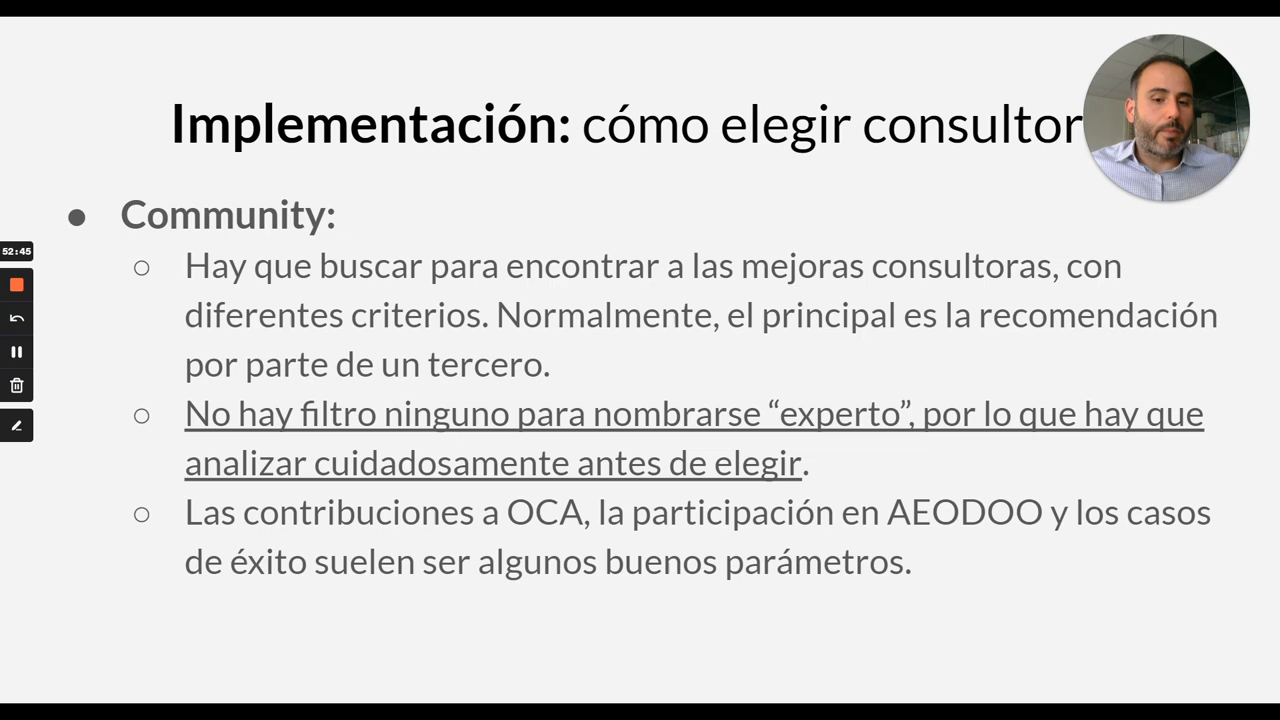 Implementación: cómo elegir consultor
● Community:
○ Hay que buscar para encontrar a las mejoras consultoras, con
diferentes criterios. Normalmente, el principal es la recomendación
por parte de un tercero.
52:45
○ No hay filtro ninguno para nombrarse “experto”, por lo que hay que
analizar cuidadosamente antes de elegir.
○ Las contribuciones a OCA, la participación en AEODOO y los casos
de éxito suelen ser algunos buenos parámetros.